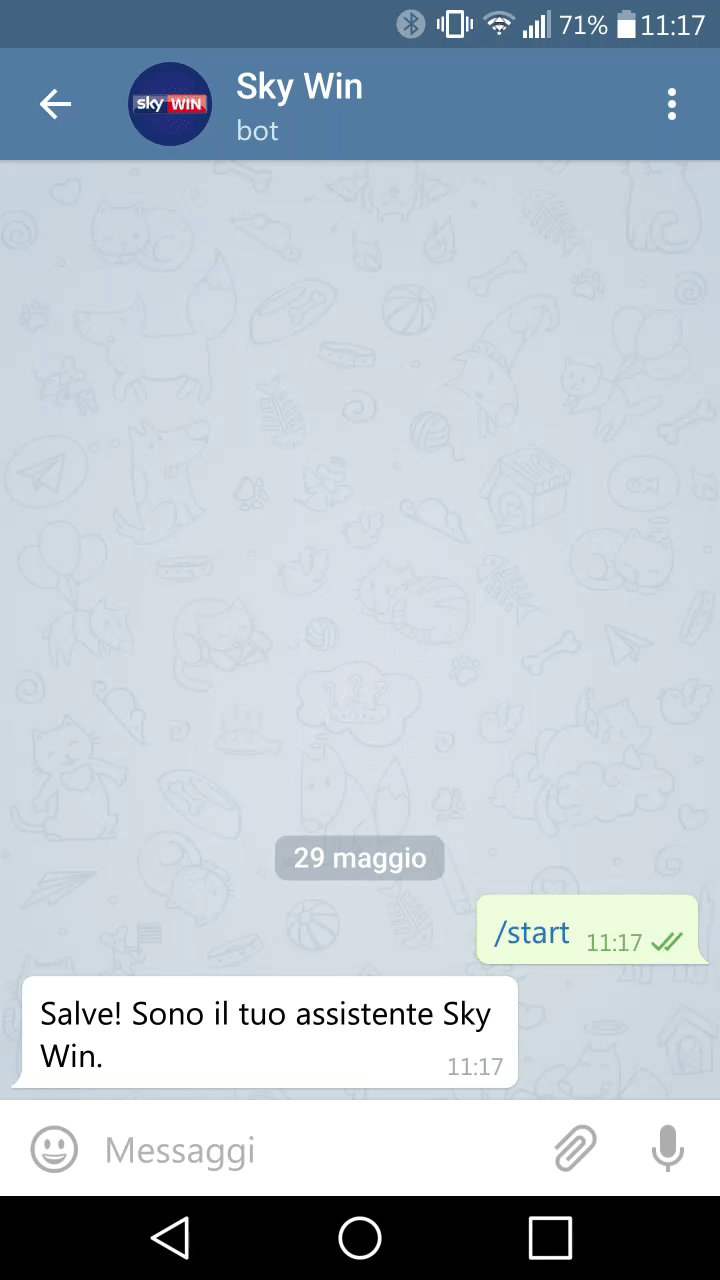 71% 11:17
sky WIN
Sky Win
bot
29 maggio
/start 11:17
Salve! Sono il tuo assistente Sky
Win.
11:17
Messaggi